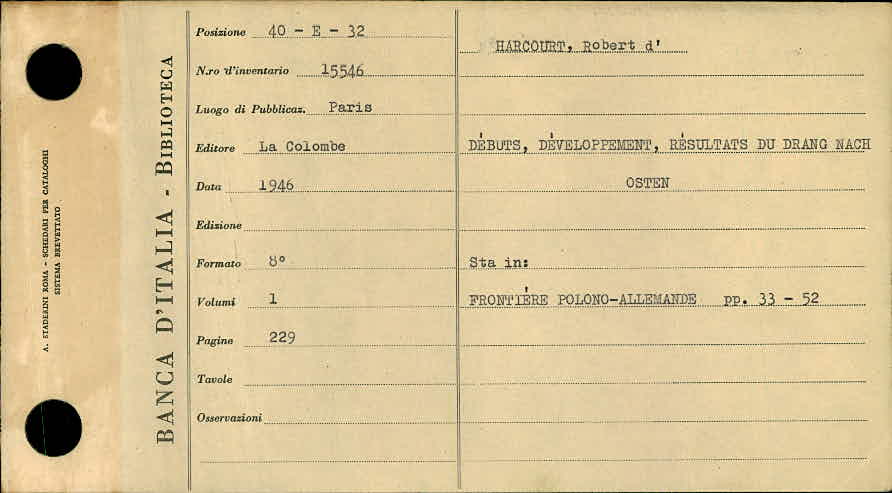 A. STADERINI ROMA - SCHEDARI PER CATALOGHI
SISTEMA BREVETTATO
BANCA D'ITALIA - BIBLIOTECA
Posizione 40 - E - 32
N.ro d'inventario 15546
Luogo di Pubblicaz. Paris
Editore La Colombe
Data 1946
Edizione
Formato 8°
Volumi 1
Pagine 229
Tavole
Osservazioni
HARCOURT, Robert d'
DÉBUTS, DÉVELOPPEMENT, RÉSULTATS DU DRANG NACH
OSTEN
Sta in:
FRONTIÈRE POLONO-ALLEMANDE pp. 33 - 52